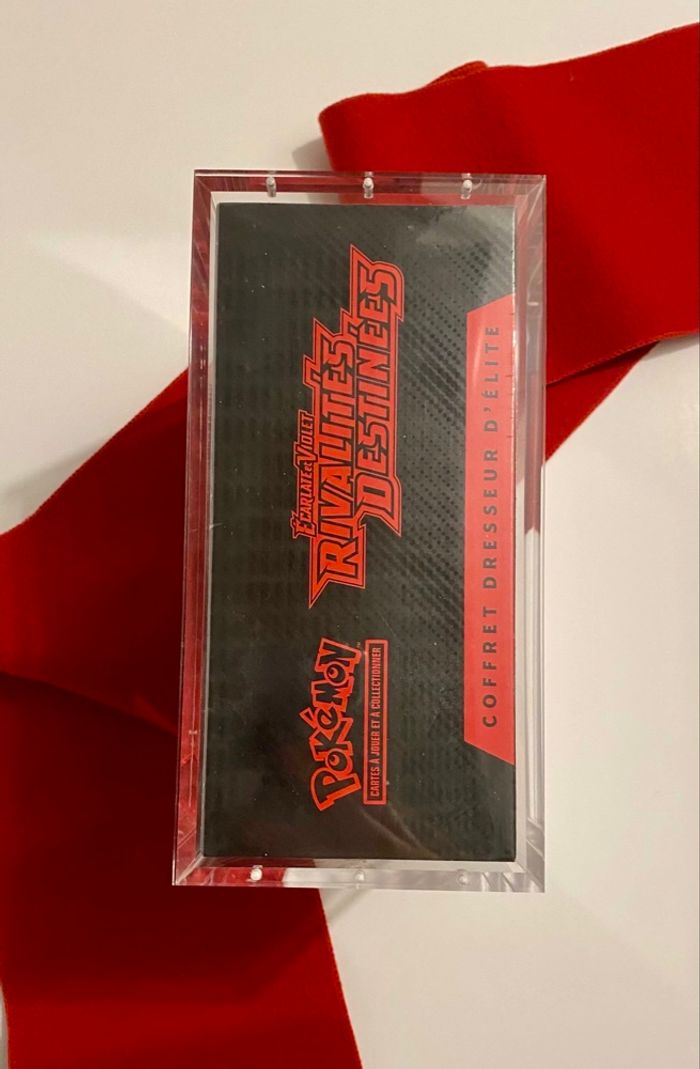 Pokémon
CARTES À JOUER ET À COLLECTIONNER
ÉCARLATE et VIOLET
RIVALITÉS
DESTINÉES
COFFRET DRESSEUR D'ÉLITE